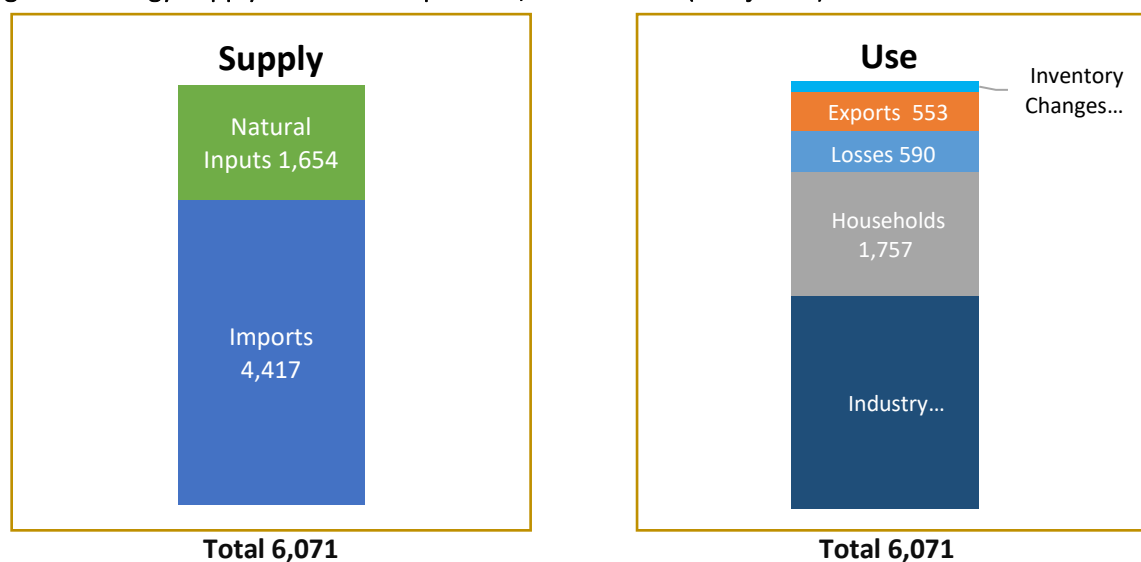 Supply
Natural
Inputs 1,654
Imports
4,417
Total 6,071
Use
Inventory
Changes…
Exports 553
Losses 590
Households
1,757
Industry…
Total 6,071